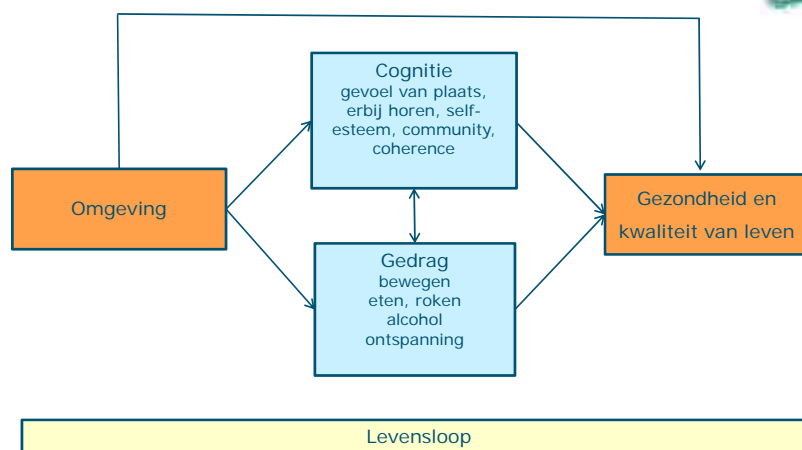 Cognitie
gevoel van plaats,
erbij horen, self-
esteem, community,
coherence
Omgeving
Gezondheid en
kwaliteit van leven
Gedrag
bewegen
eten, roken
alcohol
ontspanning
Levensloop